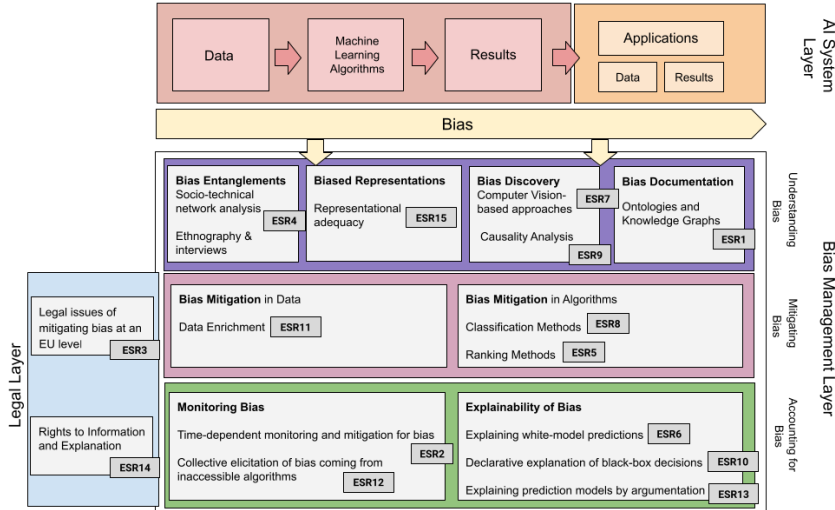 Data
Machine
Learning
Algorithms
Results
Applications
Data
Results
AI System
Layer
Bias
Bias Entanglements
Socio-technical
network analysis
ESR4
Ethnography &
interviews
Biased Representations
Representational
adequacy
ESR15
Bias Discovery
Computer Vision-
based approaches
ESR7
Causality Analysis
ESR9
Bias Documentation
Ontologies and
Knowledge Graphs
ESR1
Understanding
Bias
Bias Mitigation in Data
Data Enrichment
ESR11
Bias Mitigation in Algorithms
Classification Methods
ESR8
Ranking Methods
ESR5
Mitigating
Bias
Bias Management Layer
Legal Layer
Legal issues of
mitigating bias at an
EU level
ESR3
Rights to Information
and Explanation
ESR14
Monitoring Bias
Time-dependent monitoring and mitigation for bias
ESR2
Collective elicitation of bias coming from
inaccessible algorithms
ESR12
Explainability of Bias
Explaining white-model predictions
ESR6
Declarative explanation of black-box decisions
ESR10
Explaining prediction models by argumentation
ESR13
Accounting for
Bias